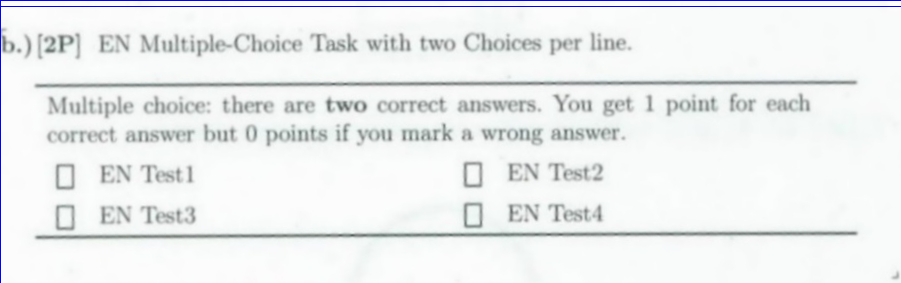 b.) [2P] EN Multiple-Choice Task with two Choices per line.
Multiple choice: there are two correct answers. You get 1 point for each
correct answer but 0 points if you mark a wrong answer.
EN Test1 EN Test2
EN Test3 EN Test4